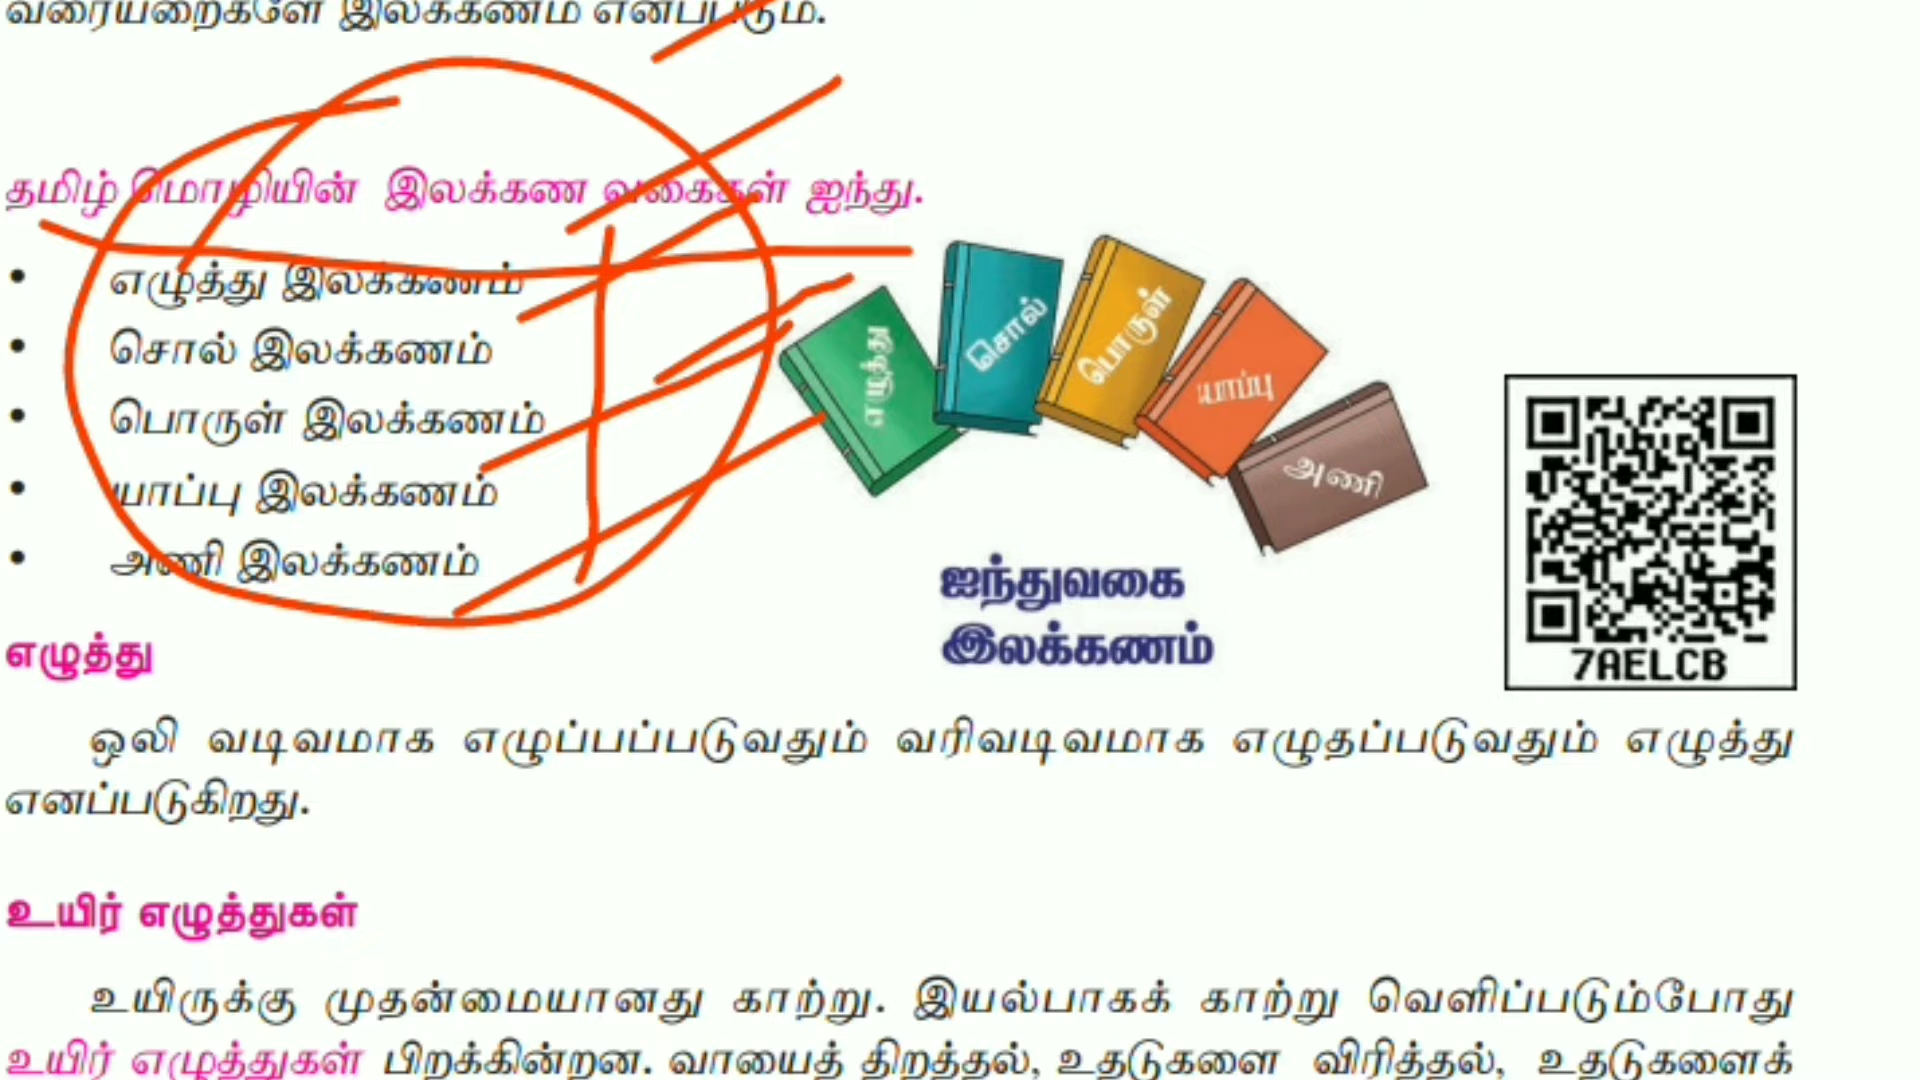 வரையறைகளே இலக்கணம் எனப்படும்.
தமிழ் மொழியின் இலக்கண வகைகள் ஐந்து.
• எழுத்து இலக்கணம்
• சொல் இலக்கணம்
• பொருள் இலக்கணம்
• யாப்பு இலக்கணம்
• அணி இலக்கணம்
எழுத்து
சொல்
பொருள்
யாப்பு
அணி
ஐந்துவகை
இலக்கணம்
7AELCB
எழுத்து
ஒலி வடிவமாக எழுப்பப்படுவதும் வரிவடிவமாக எழுதப்படுவதும் எழுத்து
எனப்படுகிறது.
உயிர் எழுத்துகள்
உயிருக்கு முதன்மையானது காற்று. இயல்பாகக் காற்று வெளிப்படும்போது
உயிர் எழுத்துகள் பிறக்கின்றன. வாயைத் திறத்தல், உதடுகளை விரித்தல், உதடுகளைக்